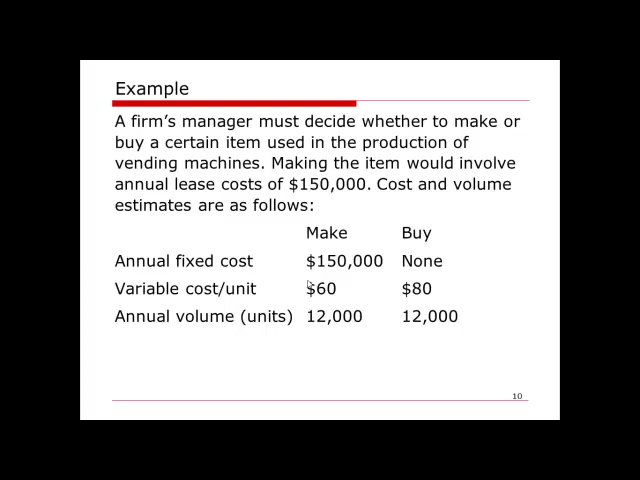 Example
A firm's manager must decide whether to make or
buy a certain item used in the production of
vending machines. Making the item would involve
annual lease costs of $150,000. Cost and volume
estimates are as follows:
Make Buy
Annual fixed cost $150,000 None
Variable cost/unit $60 $80
Annual volume (units) 12,000 12,000
10